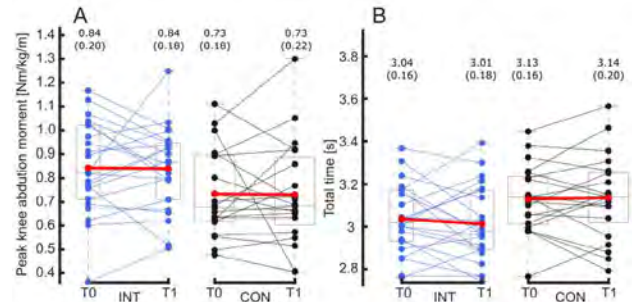 A
B
0.84
(0.20)
0.84
(0.18)
0.73
(0.18)
0.73
(0.22)
3.04
(0.16)
3.01
(0.18)
3.13
(0.16)
3.14
(0.20)
Peak knee abdution moment [Nm/kg/m]
1.4
1.3
1.2
1.1
1.0
0.9
0.8
0.7
0.6
0.5
0.4
T0
INT
T1
T0
CON
T1
Total time [s]
3.8
3.6
3.4
3.2
3
2.8
T0
INT
T1
T0
CON
T1